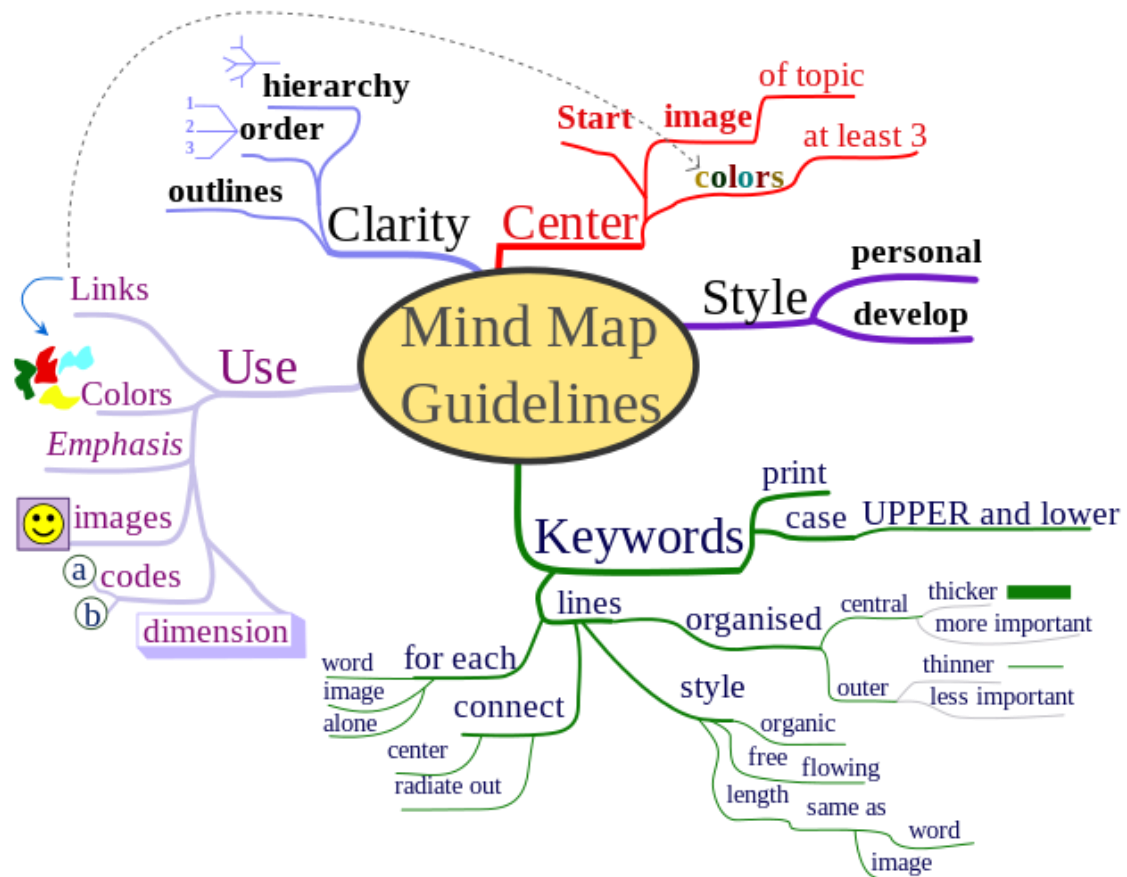 Mind Map
Guidelines
Center
Start
image
of topic
colors
at least 3
Style
personal
develop
Keywords
print
case
UPPER and lower
lines
organised
central
thicker
more important
outer
thinner
less important
style
organic
free
flowing
length
same as
word
image
connect
center
radiate out
for each
word
image
alone
Use
Links
Colors
Emphasis
images
codes
a
b
dimension
Clarity
hierarchy
order
1
2
3
outlines